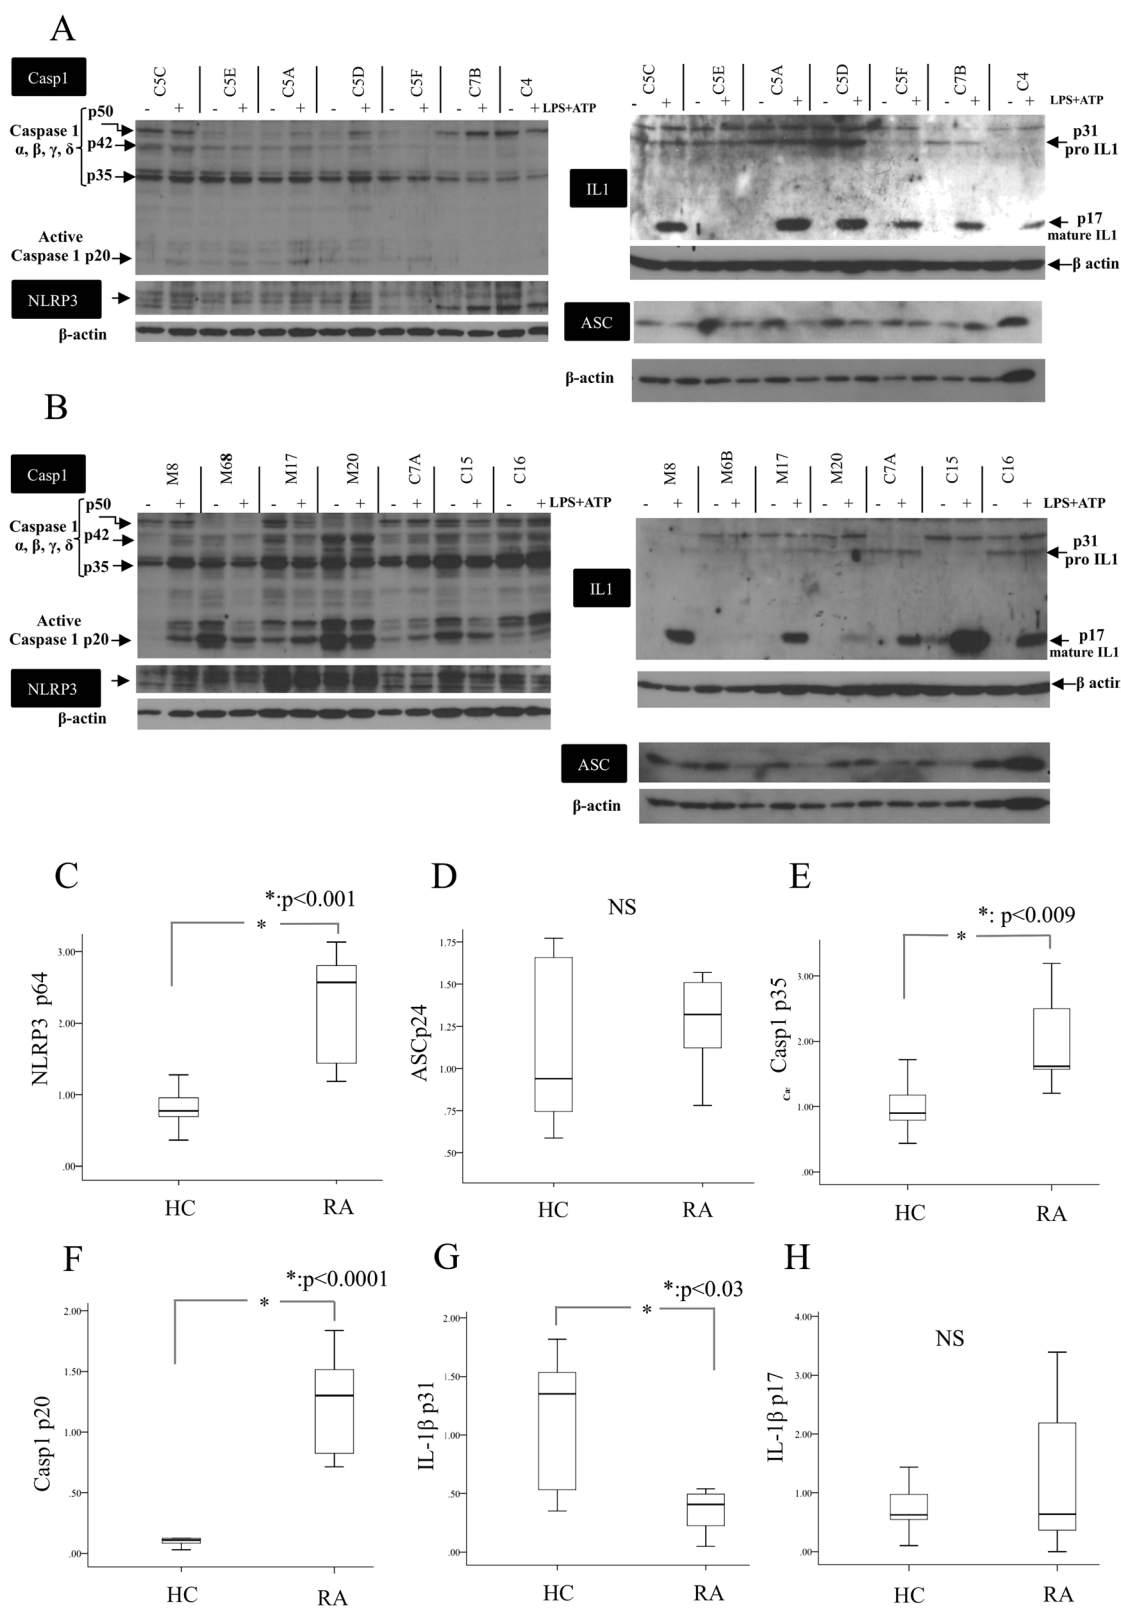 A
Casp1
C5C C5E C5A C5D C5F C7B C4
- + - + - + - + - + - + - + LPS+ATP
p50
Caspase 1
α, β, γ, δ
p42
p35
Active
Caspase 1 p20
NLRP3
β-actin
C5C C5E C5A C5D C5F C7B C4
- + - + - + - + - + - + - + LPS+ATP
IL1
p31
pro IL1
p17
mature IL1
β actin
ASC
β-actin
B
Casp1
M8 M68 M17 M20 C7A C15 C16
- + - + - + - + - + - + - + LPS+ATP
p50
Caspase 1
α, β, γ, δ
p42
p35
Active
Caspase 1 p20
NLRP3
β-actin
M8 M6B M17 M20 C7A C15 C16
- + - + - + - + - + - + - + LPS+ATP
IL1
p31
pro IL1
p17
mature IL1
β actin
ASC
β-actin
C
*:p<0.001
*
NLRP3 p64
3.00
2.00
1.00
.00
HC RA
D
NS
ASCp24
1.75
1.50
1.25
1.00
.75
.50
HC RA
E
*: p<0.009
*
Casp1 p35
3.00
2.00
1.00
.00
HC RA
F
*:p<0.0001
*
Casp1 p20
2.00
1.50
1.00
.50
.00
HC RA
G
*:p<0.03
*
IL-1β p31
2.00
1.50
1.00
.50
.00
HC RA
H
NS
IL-1β p17
4.00
3.00
2.00
1.00
.00
HC RA